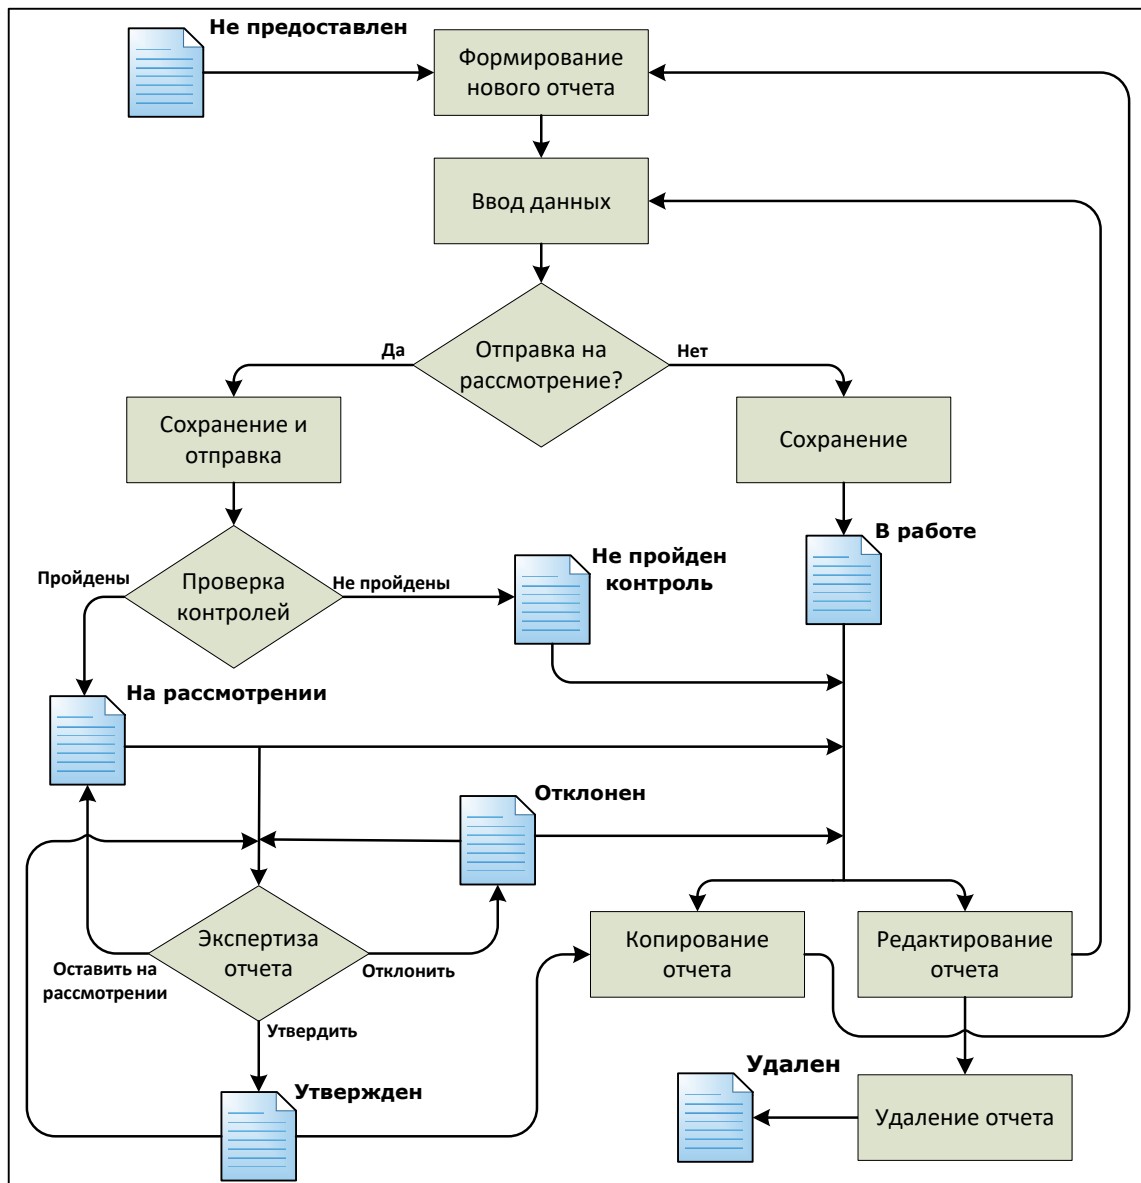 Не предоставлен
Формирование
нового отчета
Ввод данных
Отправка на
рассмотрение?
Да
Нет
Сохранение и
отправка
Сохранение
В работе
Не пройден
контроль
Пройдены
Проверка
контролей
Не пройдены
На рассмотрении
Отклонен
Экспертиза
отчета
Оставить на
рассмотрении
Отклонить
Копирование
отчета
Редактирование
отчета
Утвердить
Утвержден
Удален
Удаление отчета